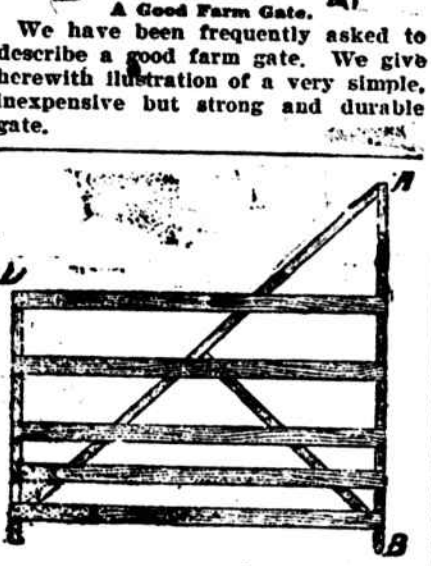 A Good Farm Gate.
We have been frequently asked to
describe a good farm gate. We give
herewith illustration of a very simple,
inexpensive but strong and durable
gate.
A
B